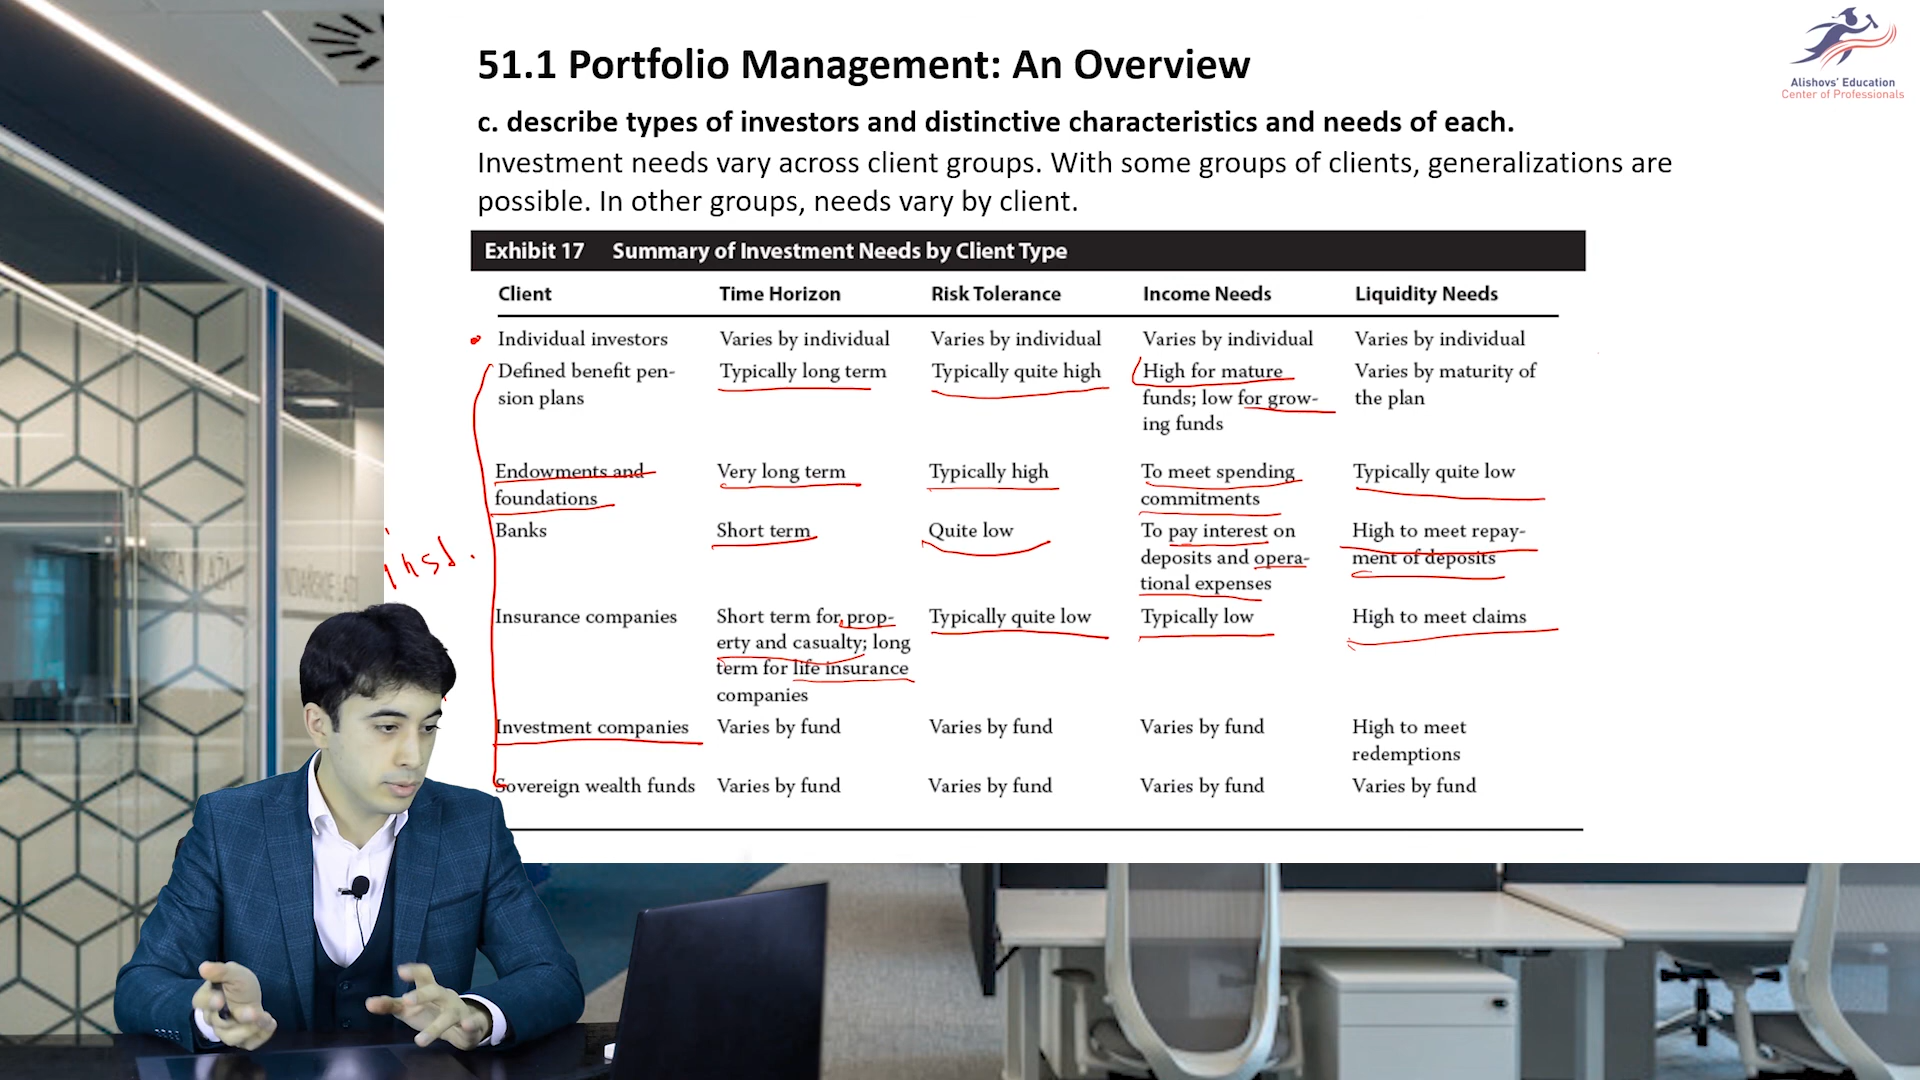 Alishovs' Education
Center of Professionals
51.1 Portfolio Management: An Overview
c. describe types of investors and distinctive characteristics and needs of each.
Investment needs vary across client groups. With some groups of clients, generalizations are
possible. In other groups, needs vary by client.
Exhibit 17 Summary of Investment Needs by Client Type
Client Time Horizon Risk Tolerance Income Needs Liquidity Needs
Individual investors Varies by individual Varies by individual Varies by individual Varies by individual
Defined benefit pen- Typically long term Typically quite high High for mature Varies by maturity of
sion plans funds; low for grow- the plan
ing funds
Endowments and Very long term Typically high To meet spending Typically quite low
foundations commitments
Banks Short term Quite low To pay interest on High to meet repay-
deposits and opera- ment of deposits
tional expenses
Insurance companies Short term for prop- Typically quite low Typically low High to meet claims
erty and casualty; long
term for life insurance
companies
Investment companies Varies by fund Varies by fund Varies by fund High to meet
redemptions
Sovereign wealth funds Varies by fund Varies by fund Varies by fund Varies by fund